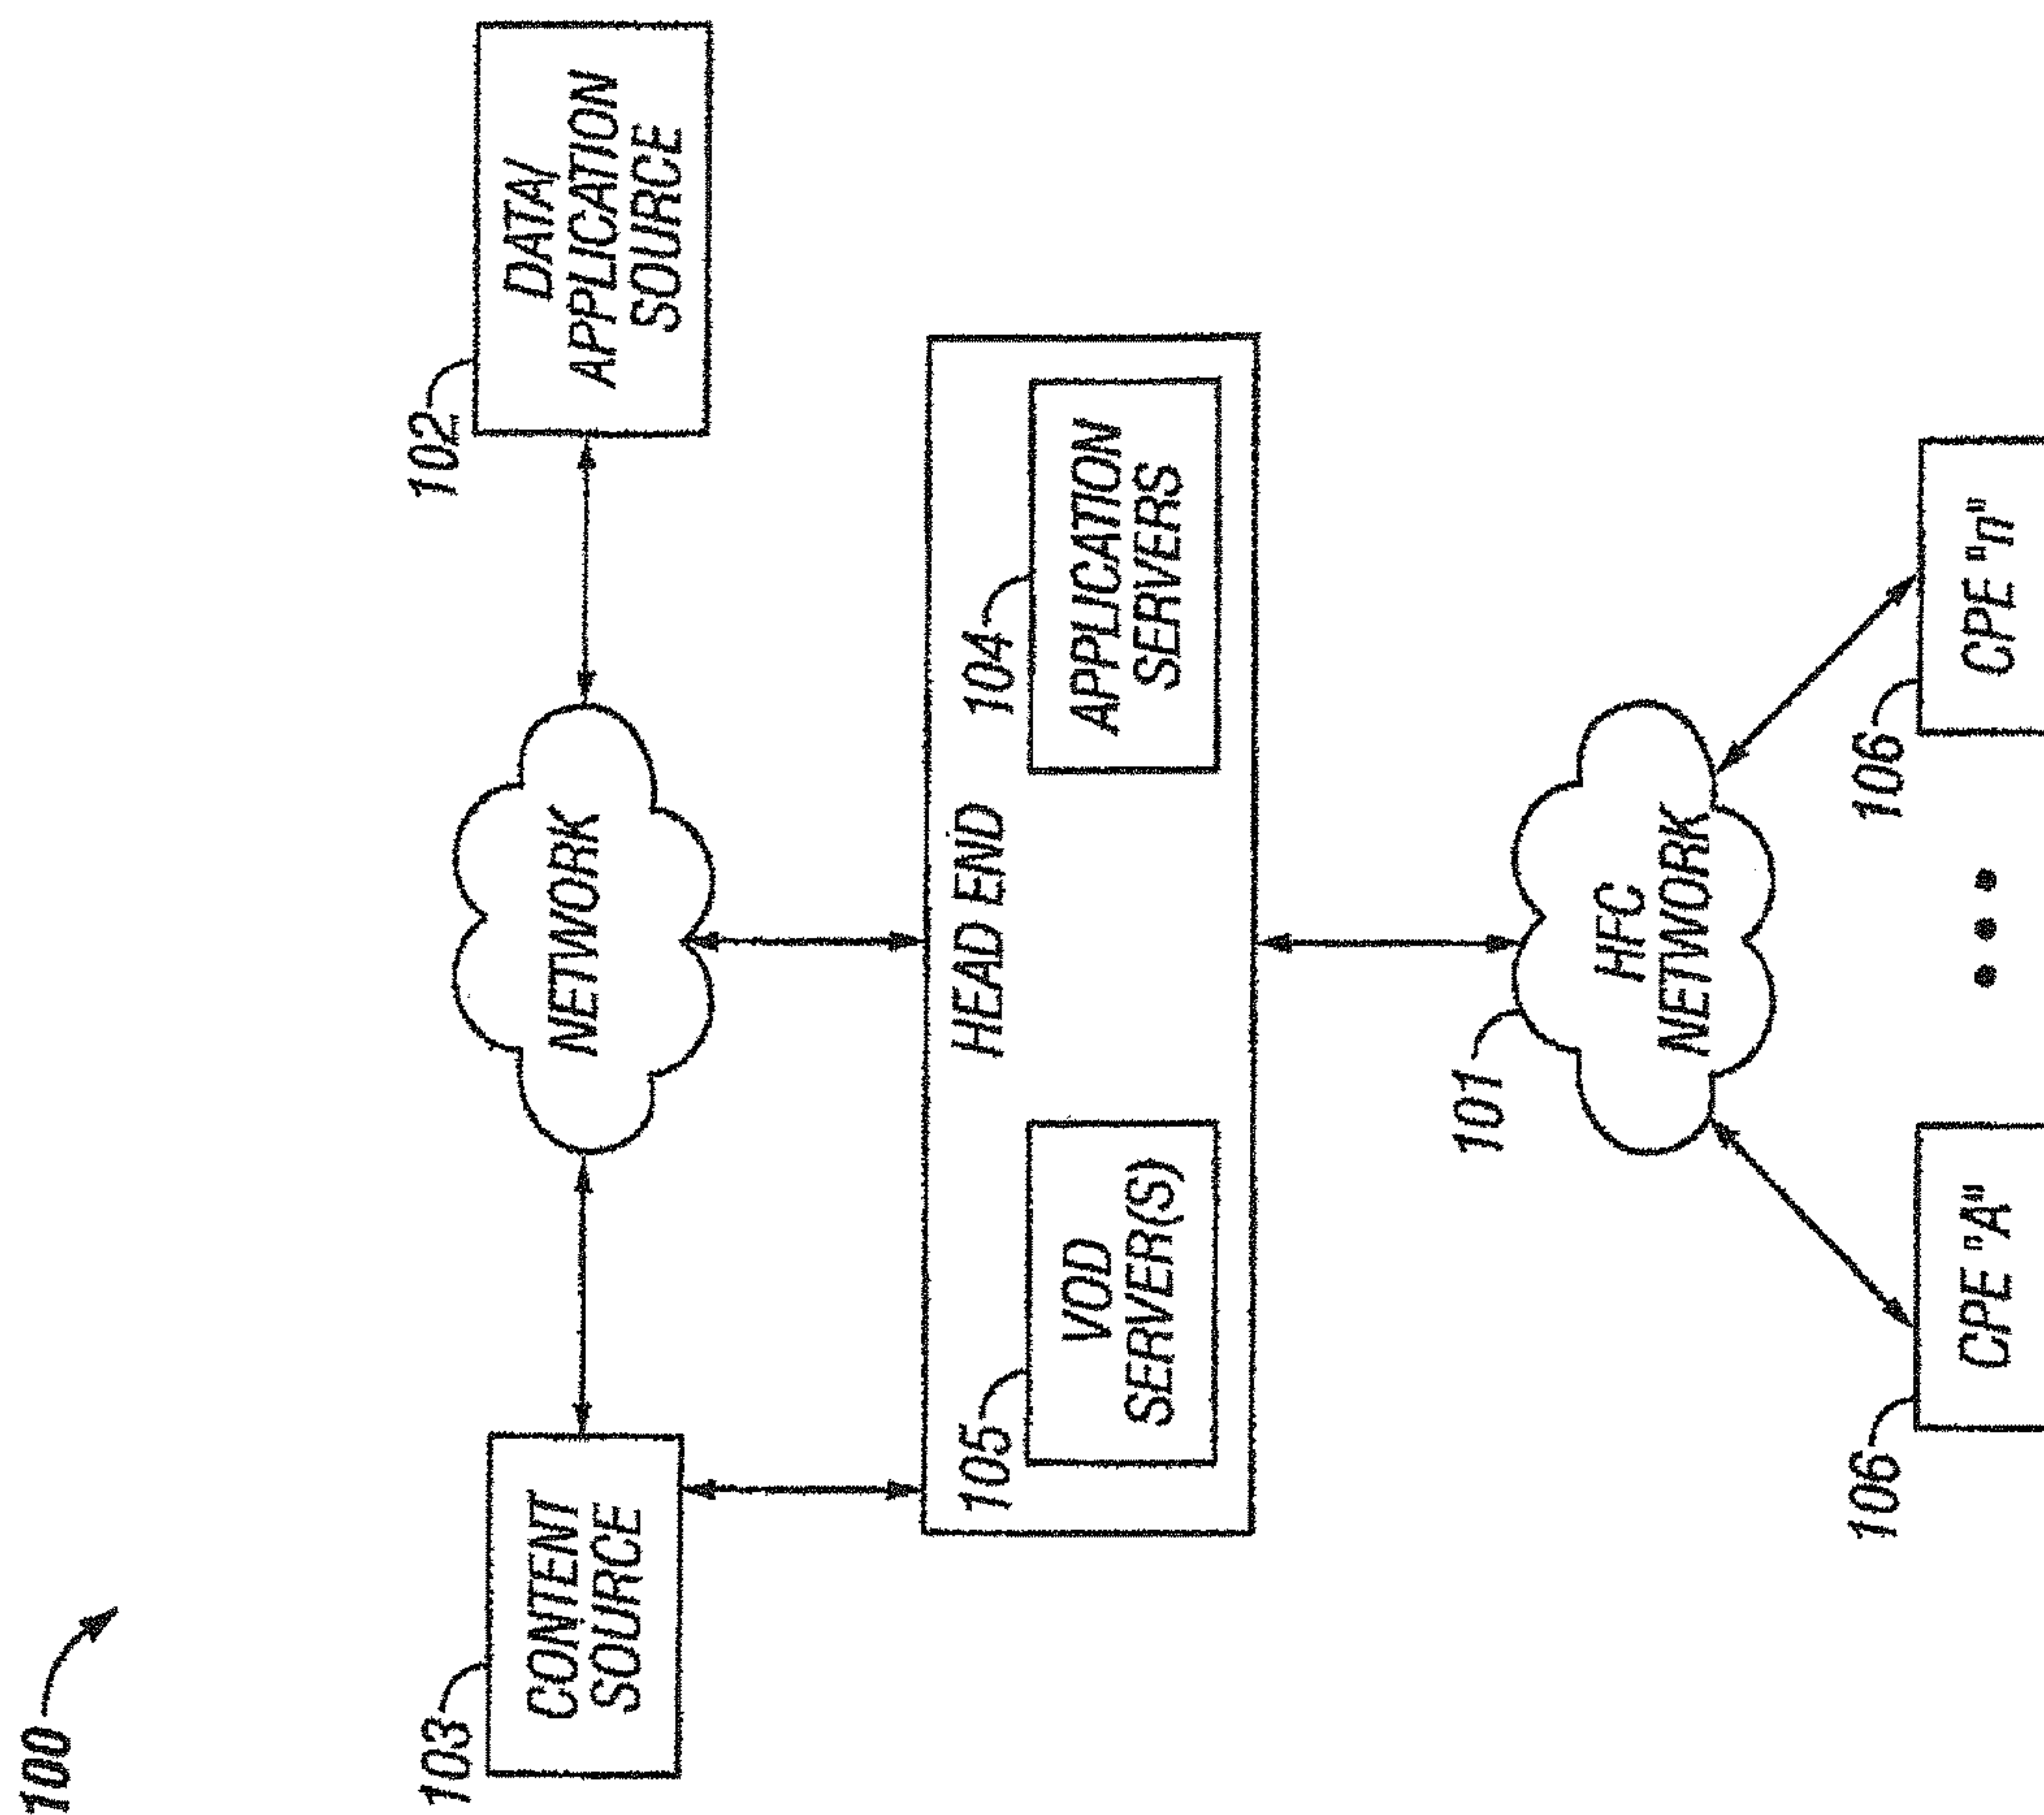 100
103
CONTENT
SOURCE
NETWORK
102
DATA/
APPLICATION
SOURCE
HEAD END
105
VOD
SERVER(S)
104
APPLICATION
SERVERS
101
HFC
NETWORK
106
CPE "A"
106
CPE "n"